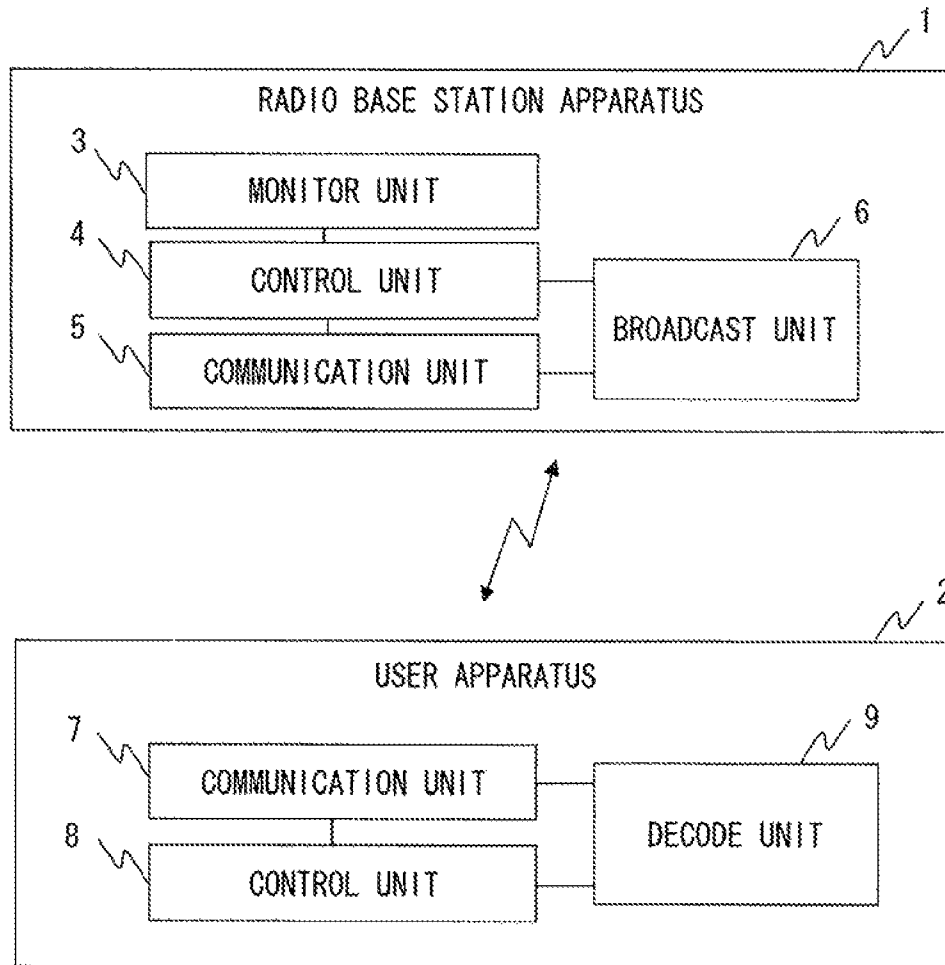 1
RADIO BASE STATION APPARATUS
3
MONITOR UNIT
4
CONTROL UNIT
5
COMMUNICATION UNIT
6
BROADCAST UNIT
2
USER APPARATUS
7
COMMUNICATION UNIT
8
CONTROL UNIT
9
DECODE UNIT